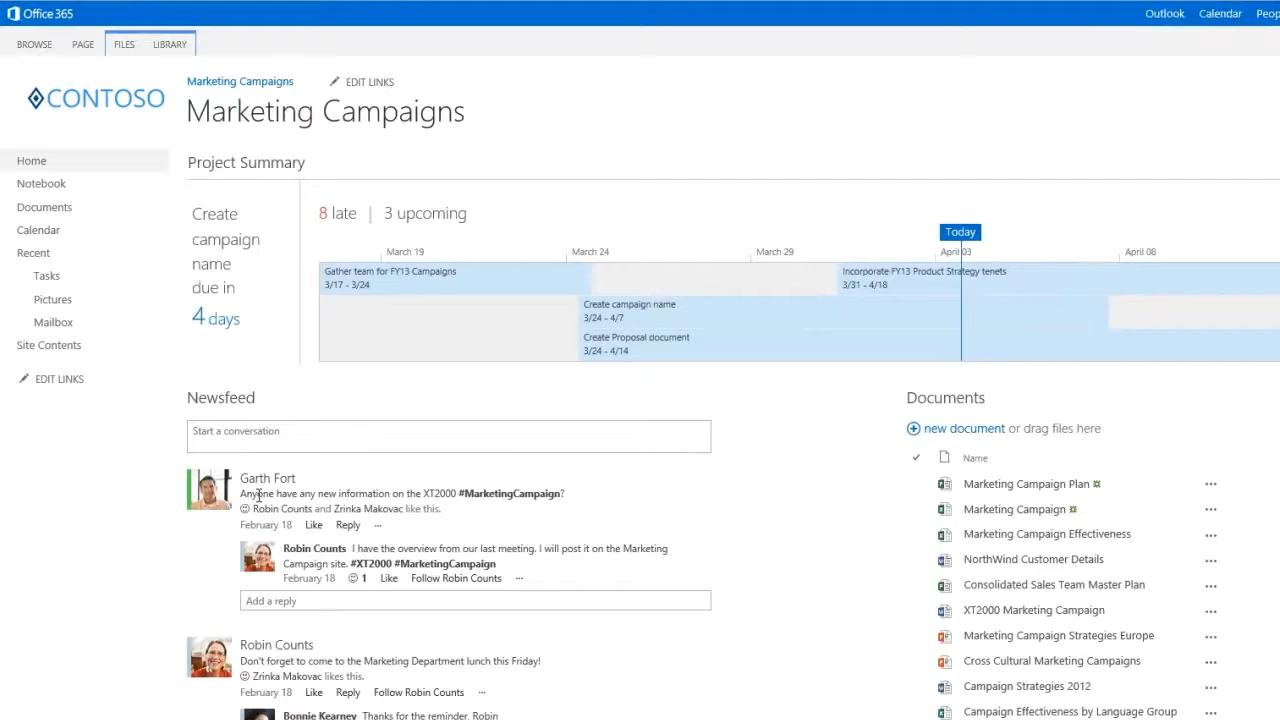 Office 365
Outlook Calendar
BROWSE PAGE FILES LIBRARY
CONTOSO
Marketing Campaigns EDIT LINKS
Marketing Campaigns
Home
Notebook
Documents
Calendar
Recent
Tasks
Pictures
Mailbox
Site Contents
EDIT LINKS
Project Summary
Create
campaign
name
due in
4 days
8 late | 3 upcoming
Today
March 19 March 24 March 29 April 03 April 08
Gather team for FY13 Campaigns
3/17 - 3/24
Incorporate FY13 Product Strategy tenets
3/31 - 4/18
Create campaign name
3/24 - 4/7
Create Proposal document
3/24 - 4/14
Newsfeed
Start a conversation
Garth Fort
Anyone have any new information on the XT2000 #MarketingCampaign?
Robin Counts and Zrinka Makovac like this.
February 18 Like Reply ...
Robin Counts I have the overview from our last meeting. I will post it on the Marketing
Campaign site. #XT2000 #MarketingCampaign
February 18 1 Like Follow Robin Counts ...
Add a reply
Robin Counts
Don't forget to come to the Marketing Department lunch this Friday!
Zrinka Makovac likes this.
February 18 Like Reply Follow Robin Counts ...
Bonnie Kearney Thanks for the reminder, Robin
Documents
new document or drag files here
Name
Marketing Campaign Plan ...
Marketing Campaign ...
Marketing Campaign Effectiveness ...
NorthWind Customer Details ...
Consolidated Sales Team Master Plan ...
XT2000 Marketing Campaign ...
Marketing Campaign Strategies Europe ...
Cross Cultural Marketing Campaigns ...
Campaign Strategies 2012 ...
Campaign Effectiveness by Language Group ...